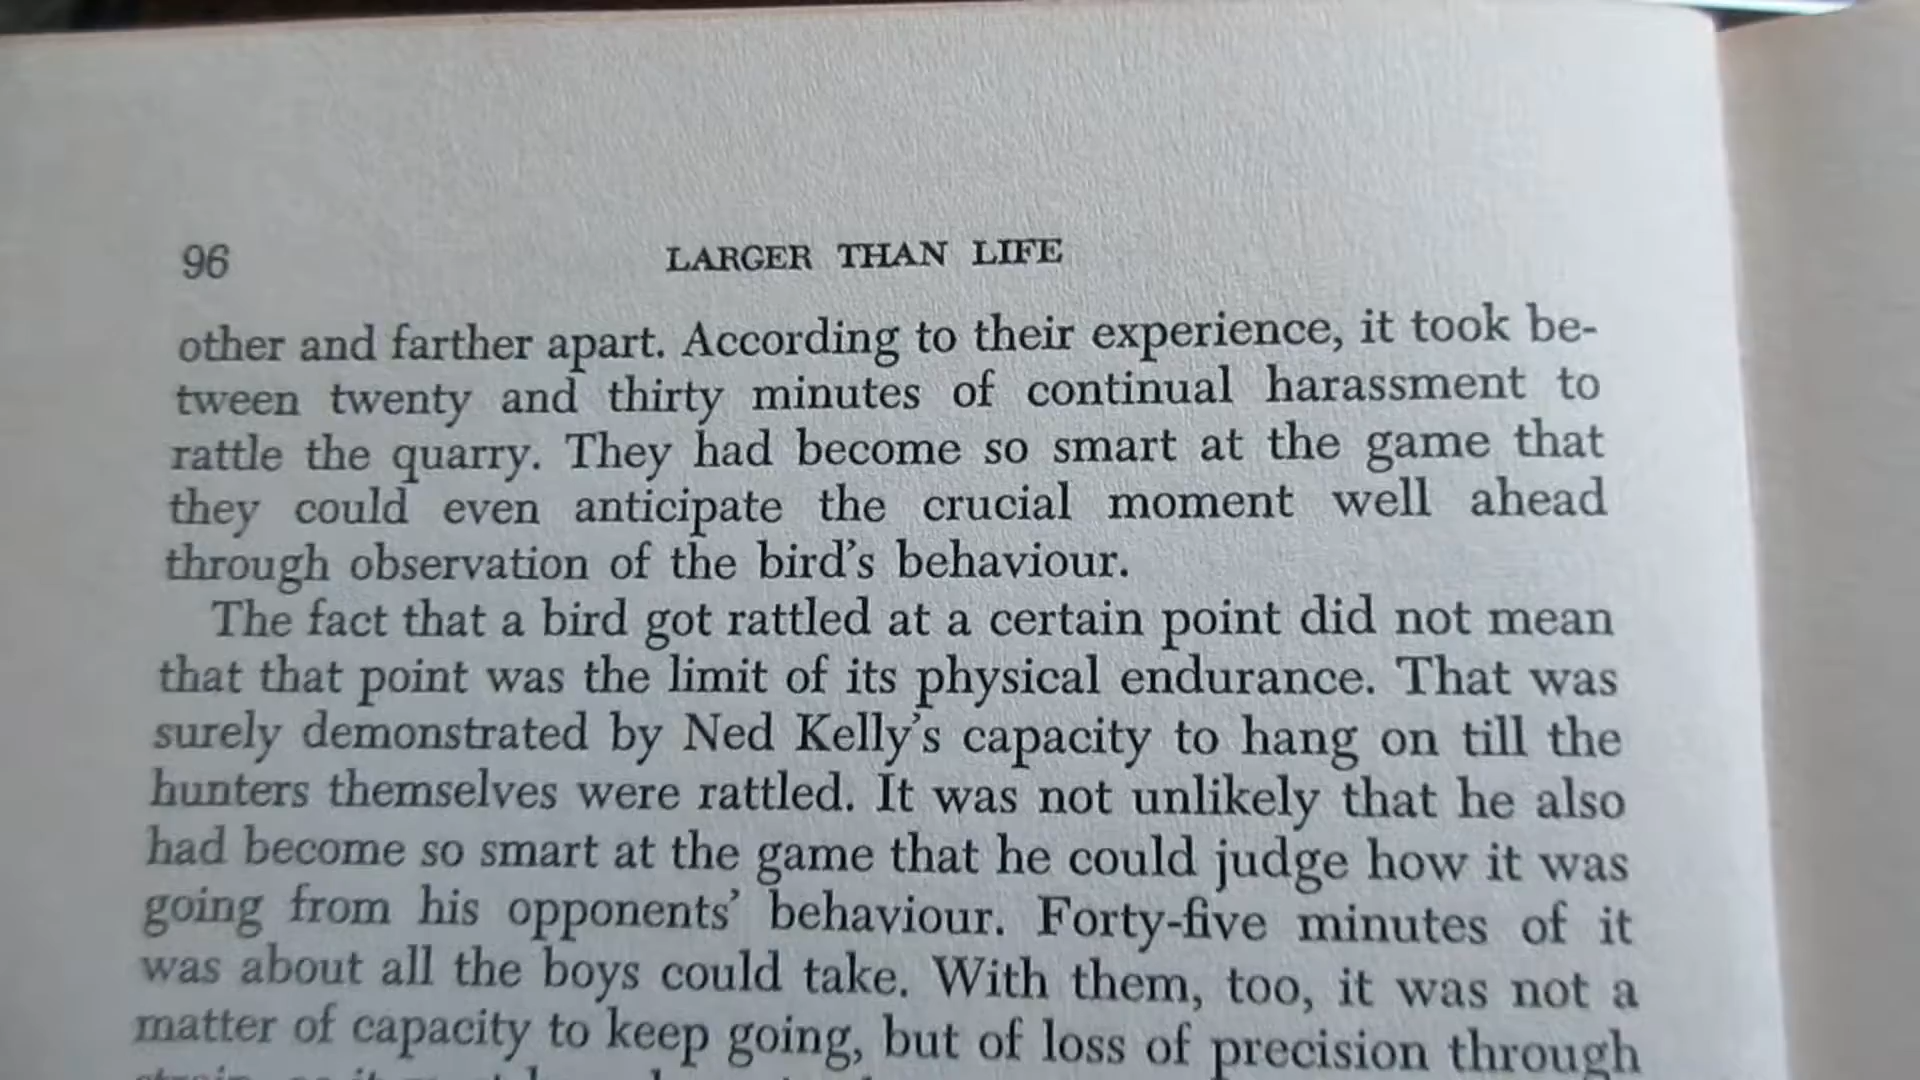 96 LARGER THAN LIFE
other and farther apart. According to their experience, it took be-
tween twenty and thirty minutes of continual harassment to
rattle the quarry. They had become so smart at the game that
they could even anticipate the crucial moment well ahead
through observation of the bird's behaviour.
The fact that a bird got rattled at a certain point did not mean
that that point was the limit of its physical endurance. That was
surely demonstrated by Ned Kelly's capacity to hang on till the
hunters themselves were rattled. It was not unlikely that he also
had become so smart at the game that he could judge how it was
going from his opponents' behaviour. Forty-five minutes of it
was about all the boys could take. With them, too, it was not a
matter of capacity to keep going, but of loss of precision through